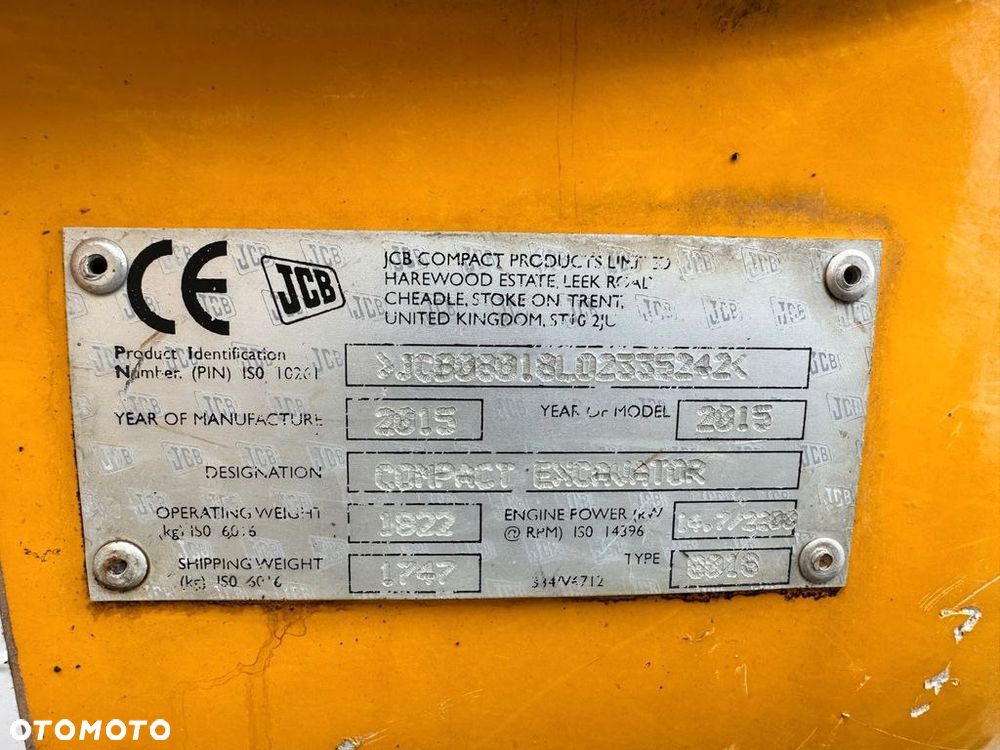 CE
JCB
JCB COMPACT PRODUCTS LIMITED
HAREWOOD ESTATE, LEEK ROAD
CHEADLE, STOKE ON TRENT,
UNITED KINGDOM, ST10 2JU
Product Identification
Number. (PIN) ISO 10261
>JCB08018L02335242<
YEAR OF MANUFACTURE 2015 YEAR OF MODEL 2015
DESIGNATION COMPACT EXCAVATOR
OPERATING WEIGHT
(kg) ISO 6016 1822
ENGINE POWER (kW
@ RPM) ISO 14396
SHIPPING WEIGHT
(kg) ISO 6016 1747
TYPE
OTOMOTO